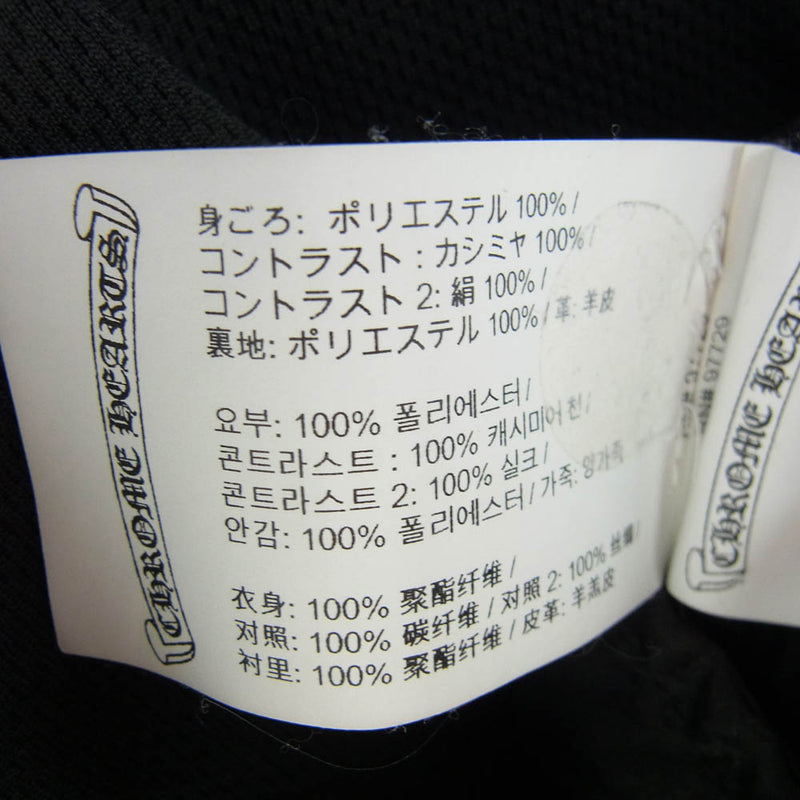 CHROME HEARTS
身ごろ: ポリエステル 100% /
コントラスト : カシミヤ 100% /
コントラスト 2: 絹 100% /
裏地: ポリエステル 100% / 革: 羊皮
요부: 100% 폴리에스터 /
콘트라스트 : 100% 캐시미어 천 /
콘트라스트 2: 100% 실크 /
안감: 100% 폴리에스터 / 가죽: 양가죽
衣身: 100% 聚酯纤维 /
对照: 100% 碳纤维 / 对照 2: 100% 丝绸 /
衬里: 100% 聚酯纤维 / 皮革: 羊羔皮
97729
CHROME HEA